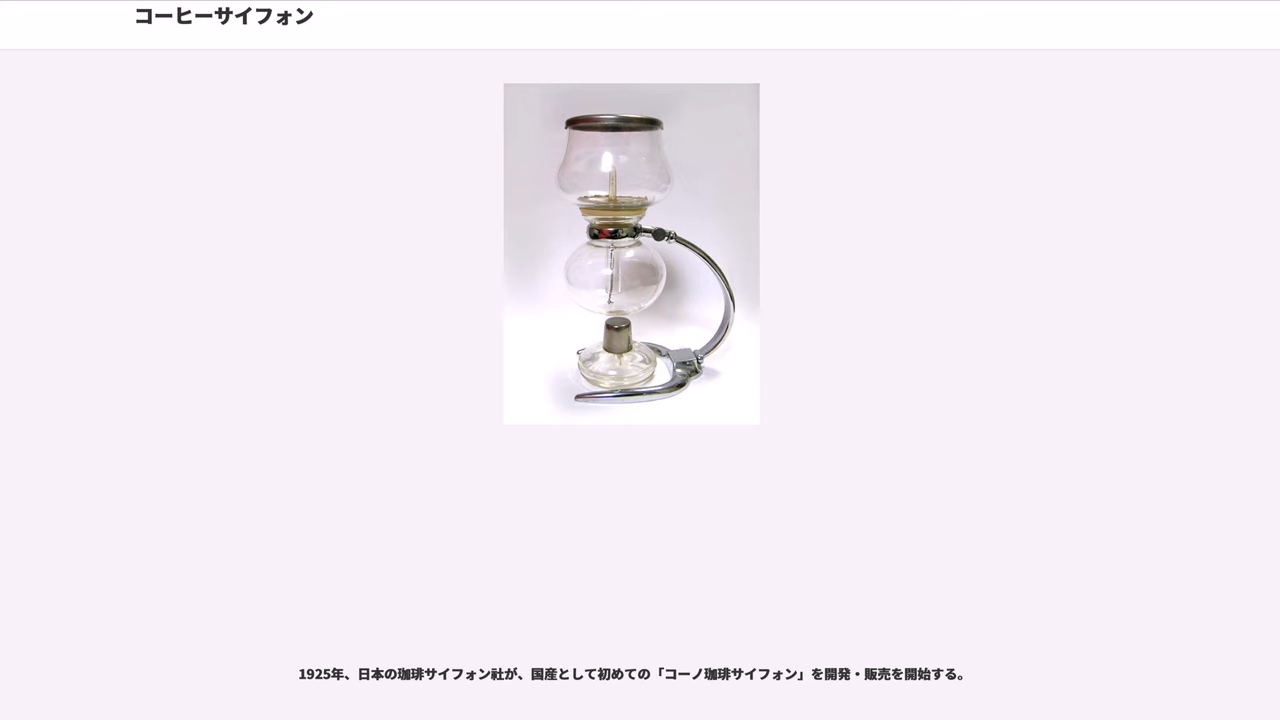 コーヒーサイフォン
1925年、日本の珈琲サイフォン社が、国産として初めての「コーノ珈琲サイフォン」を開発・販売を開始する。